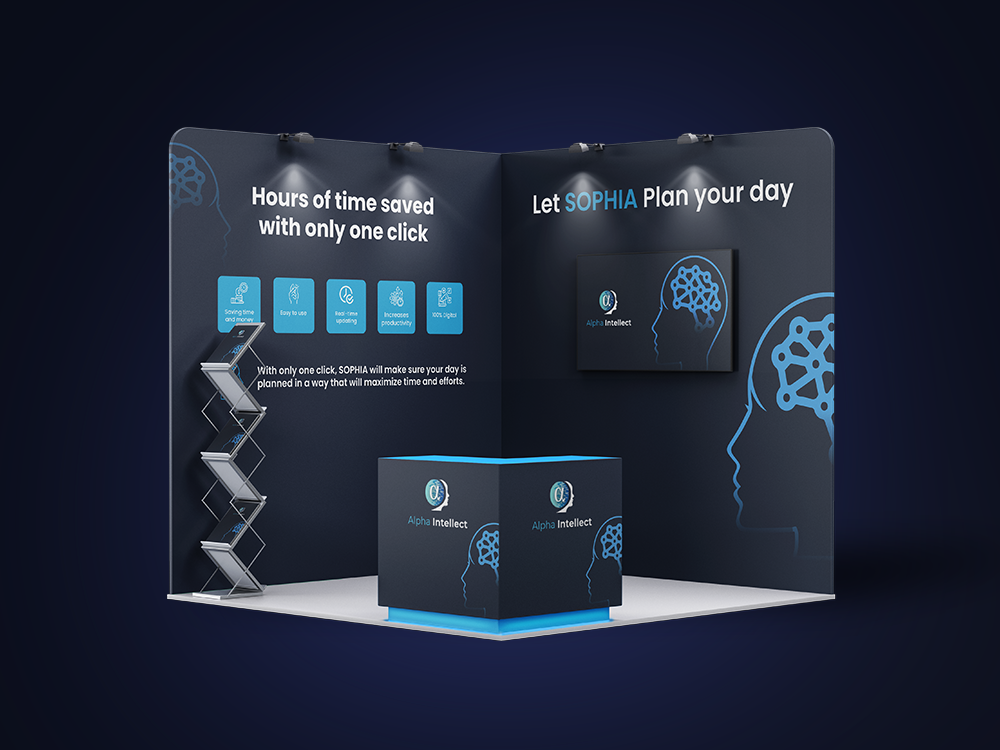 Hours of time saved
with only one click
Let SOPHIA Plan your day
Saving time
and money
Easy to use
Real-time
updating
Increases
productivity
100% Digital
With only one click, SOPHIA will make sure your day is
planned in a way that will maximize time and efforts.
Alpha Intellect
Alpha Intellect
Alpha Intellect